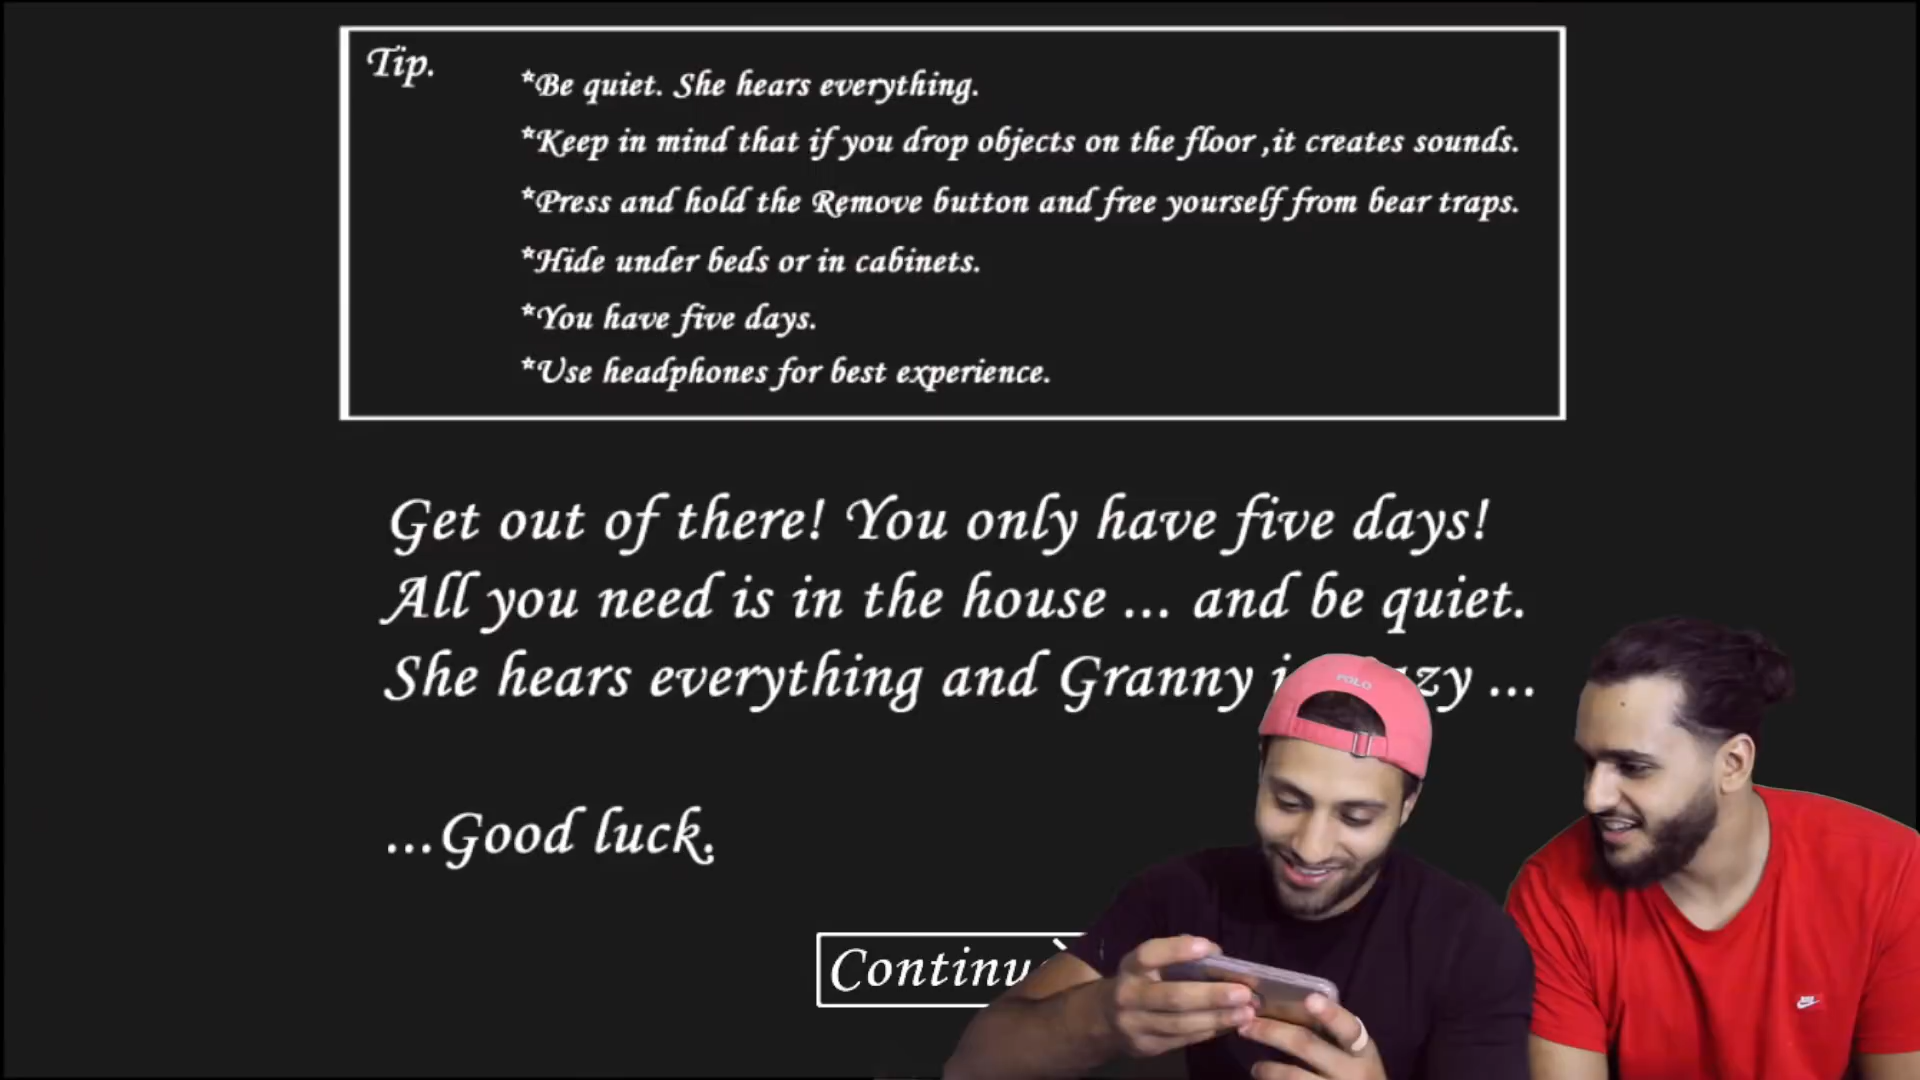 Tip.
*Be quiet. She hears everything.
*Keep in mind that if you drop objects on the floor ,it creates sounds.
*Press and hold the Remove button and free yourself from bear traps.
*Hide under beds or in cabinets.
*You have five days.
*Use headphones for best experience.
Get out of there! You only have five days!
All you need is in the house ... and be quiet.
She hears everything and Granny ...
...Good luck.
POLO